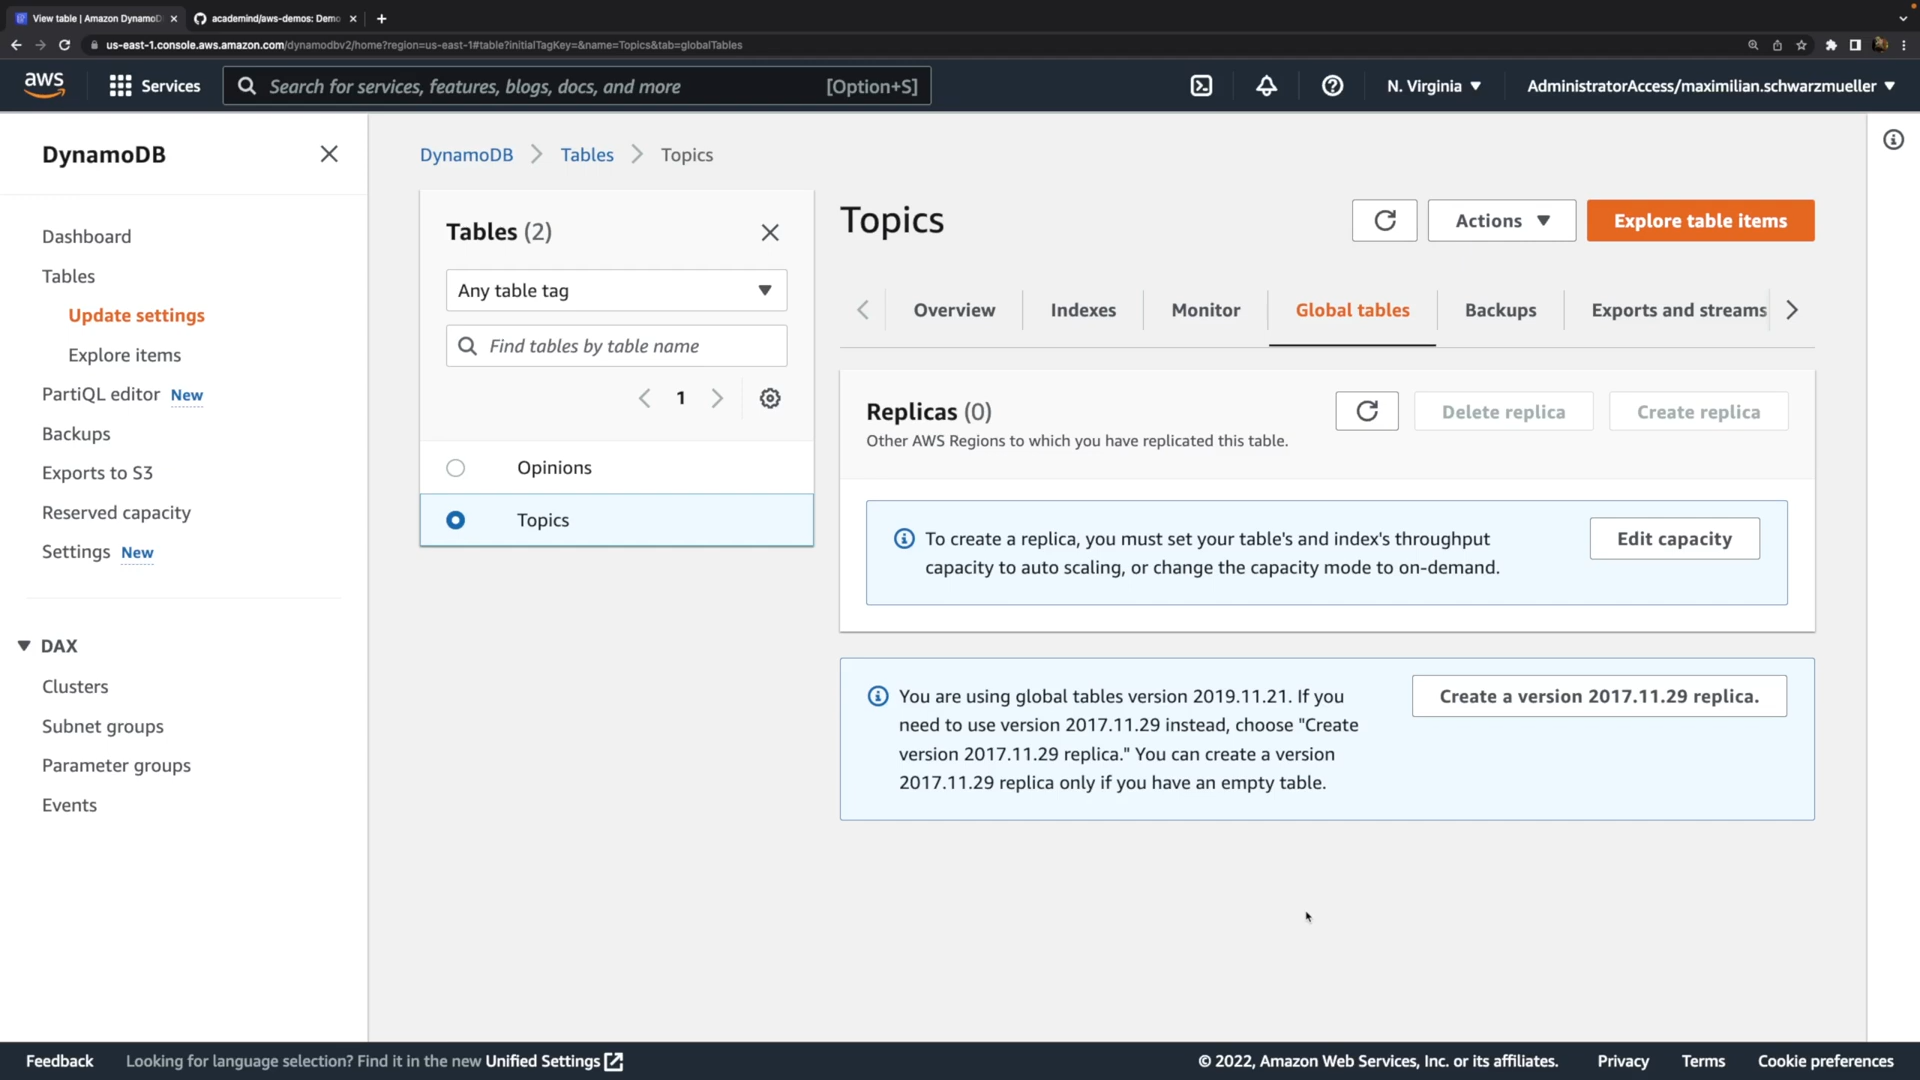 View table | Amazon DynamoD
academind/aws-demos: Demo
us-east-1.console.aws.amazon.com/dynamodbv2/home?region=us-east-1#table?initialTagKey=&name=Topics&tab=globalTables
aws
Services
Search for services, features, blogs, docs, and more
[Option+S]
N. Virginia
AdministratorAccess/maximilian.schwarzmueller
DynamoDB
Dashboard
Tables
Update settings
Explore items
PartiQL editor New
Backups
Exports to S3
Reserved capacity
Settings New
DAX
Clusters
Subnet groups
Parameter groups
Events
DynamoDB
Tables
Topics
Tables (2)
Any table tag
Find tables by table name
1
Opinions
Topics
Topics
Actions
Explore table items
Overview
Indexes
Monitor
Global tables
Backups
Exports and streams
Replicas (0)
Other AWS Regions to which you have replicated this table.
Delete replica
Create replica
To create a replica, you must set your table's and index's throughput
capacity to auto scaling, or change the capacity mode to on-demand.
Edit capacity
You are using global tables version 2019.11.21. If you
need to use version 2017.11.29 instead, choose "Create
version 2017.11.29 replica." You can create a version
2017.11.29 replica only if you have an empty table.
Create a version 2017.11.29 replica.
Feedback
Looking for language selection? Find it in the new Unified Settings
© 2022, Amazon Web Services, Inc. or its affiliates.
Privacy
Terms
Cookie preferences